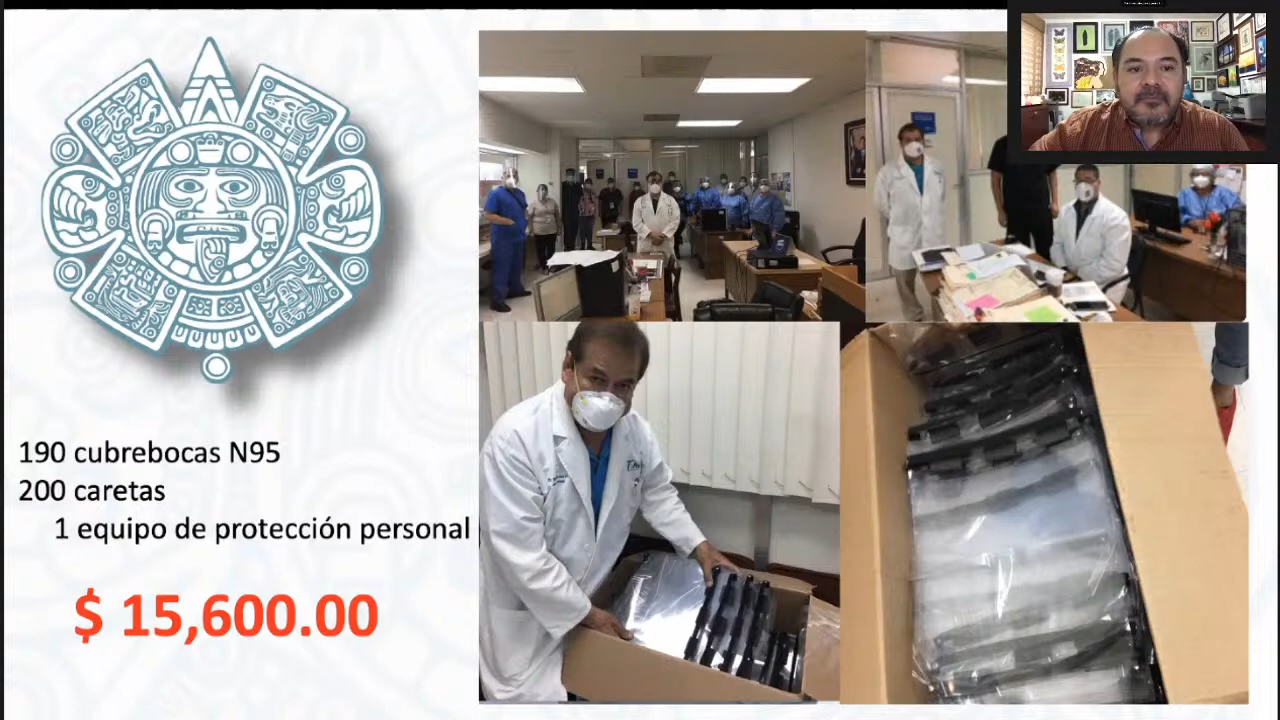 190 cubrebocas N95
200 caretas
1 equipo de protección personal
$ 15,600.00